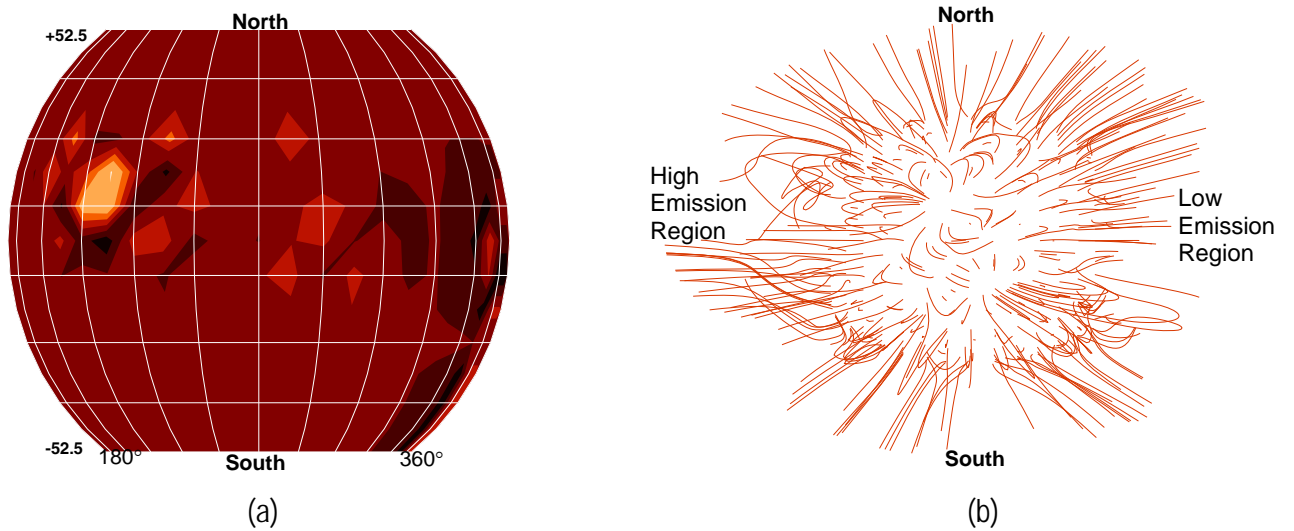 North
+52.5
-52.5
180°
South
360°
(a)
North
High
Emission
Region
Low
Emission
Region
South
(b)